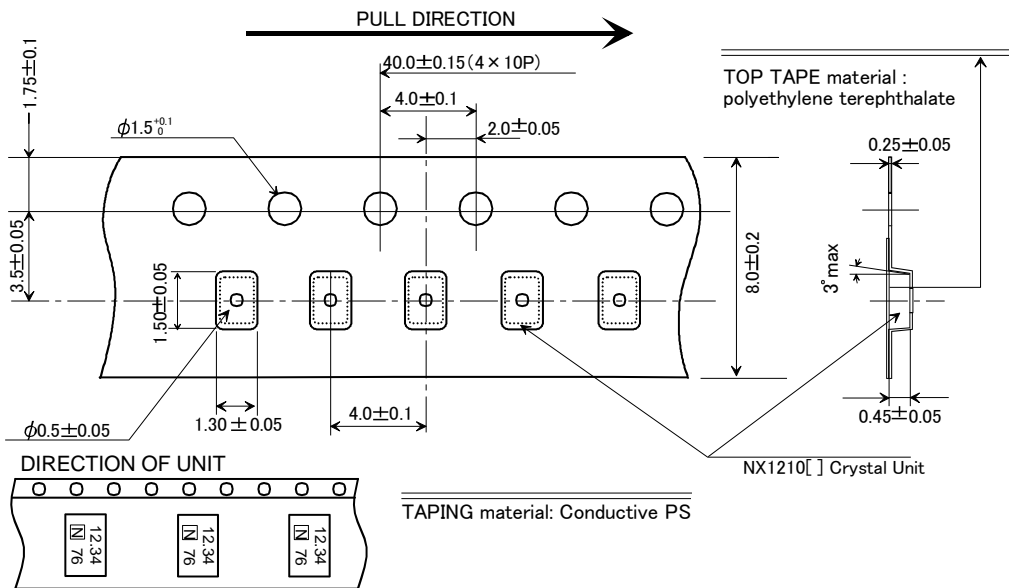 PULL DIRECTION
1.75±0.1
40.0±0.15(4×10P)
4.0±0.1
2.0±0.05
φ1.5 +0.1 0
TOP TAPE material :
polyethylene terephthalate
0.25±0.05
3.5±0.05
1.50±0.05
8.0±0.2
3°max
1.30±0.05
4.0±0.1
0.45±0.05
φ0.5±0.05
NX1210[ ] Crystal Unit
DIRECTION OF UNIT
TAPING material: Conductive PS
12.34
N 76
12.34
N 76
12.34
N 76